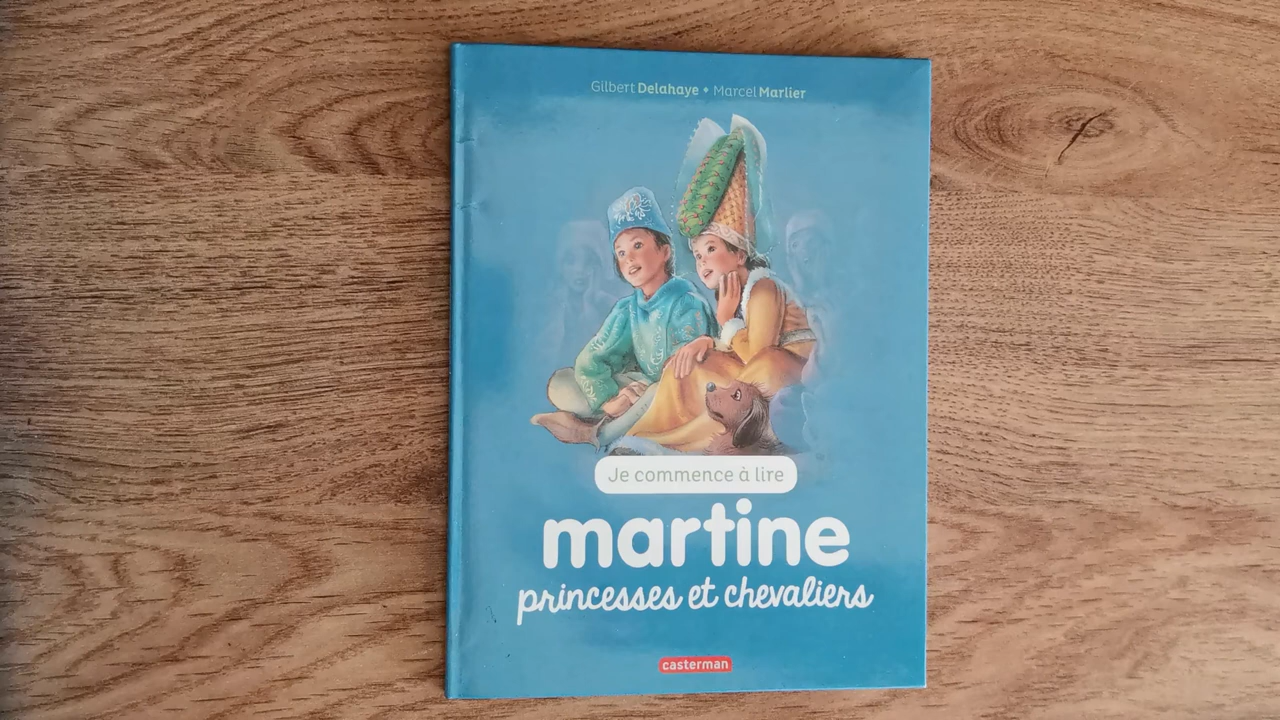 Gilbert Delahaye • Marcel Marlier
Je commence à lire
martine
princesses et chevaliers
casterman